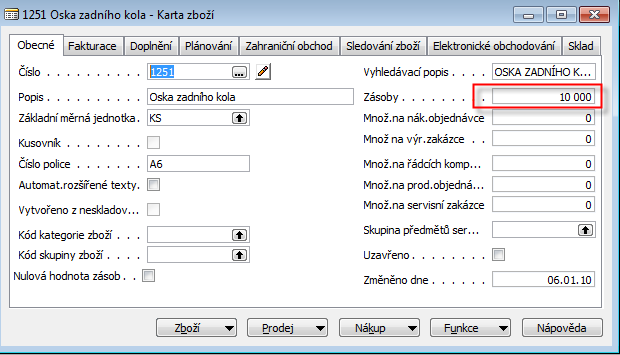 1251 Oska zadního kola - Karta zboží
Obecné Fakturace Doplnění Plánování Zahraniční obchod Sledování zboží Elektronické obchodování Sklad
Číslo . . . . . . . . . . 1251 ...
Popis . . . . . . . . . . Oska zadního kola
Základní měrná jednotka. . KS
Kusovník . . . . . . . .
Číslo police . . . . . . . A6
Automat.rozšířené texty.
Vytvořeno z neskladov...
Kód kategorie zboží . . .
Kód skupiny zboží . . . .
Nulová hodnota zásob . .
Vyhledávací popis . . . . OSKA ZADNÍHO K...
Zásoby . . . . . . . . . 10 000
Množ.na nák.objednávce 0
Množ na výr.zakázce . . 0
Množ.na řádcích komp... 0
Množ.na prod.objedná... 0
Množ.na servisní zakázce 0
Skupina předmětů ser...
Uzavřeno . . . . . . . .
Změněno dne . . . . . . 06.01.10
Zboží Prodej Nákup Funkce Nápověda